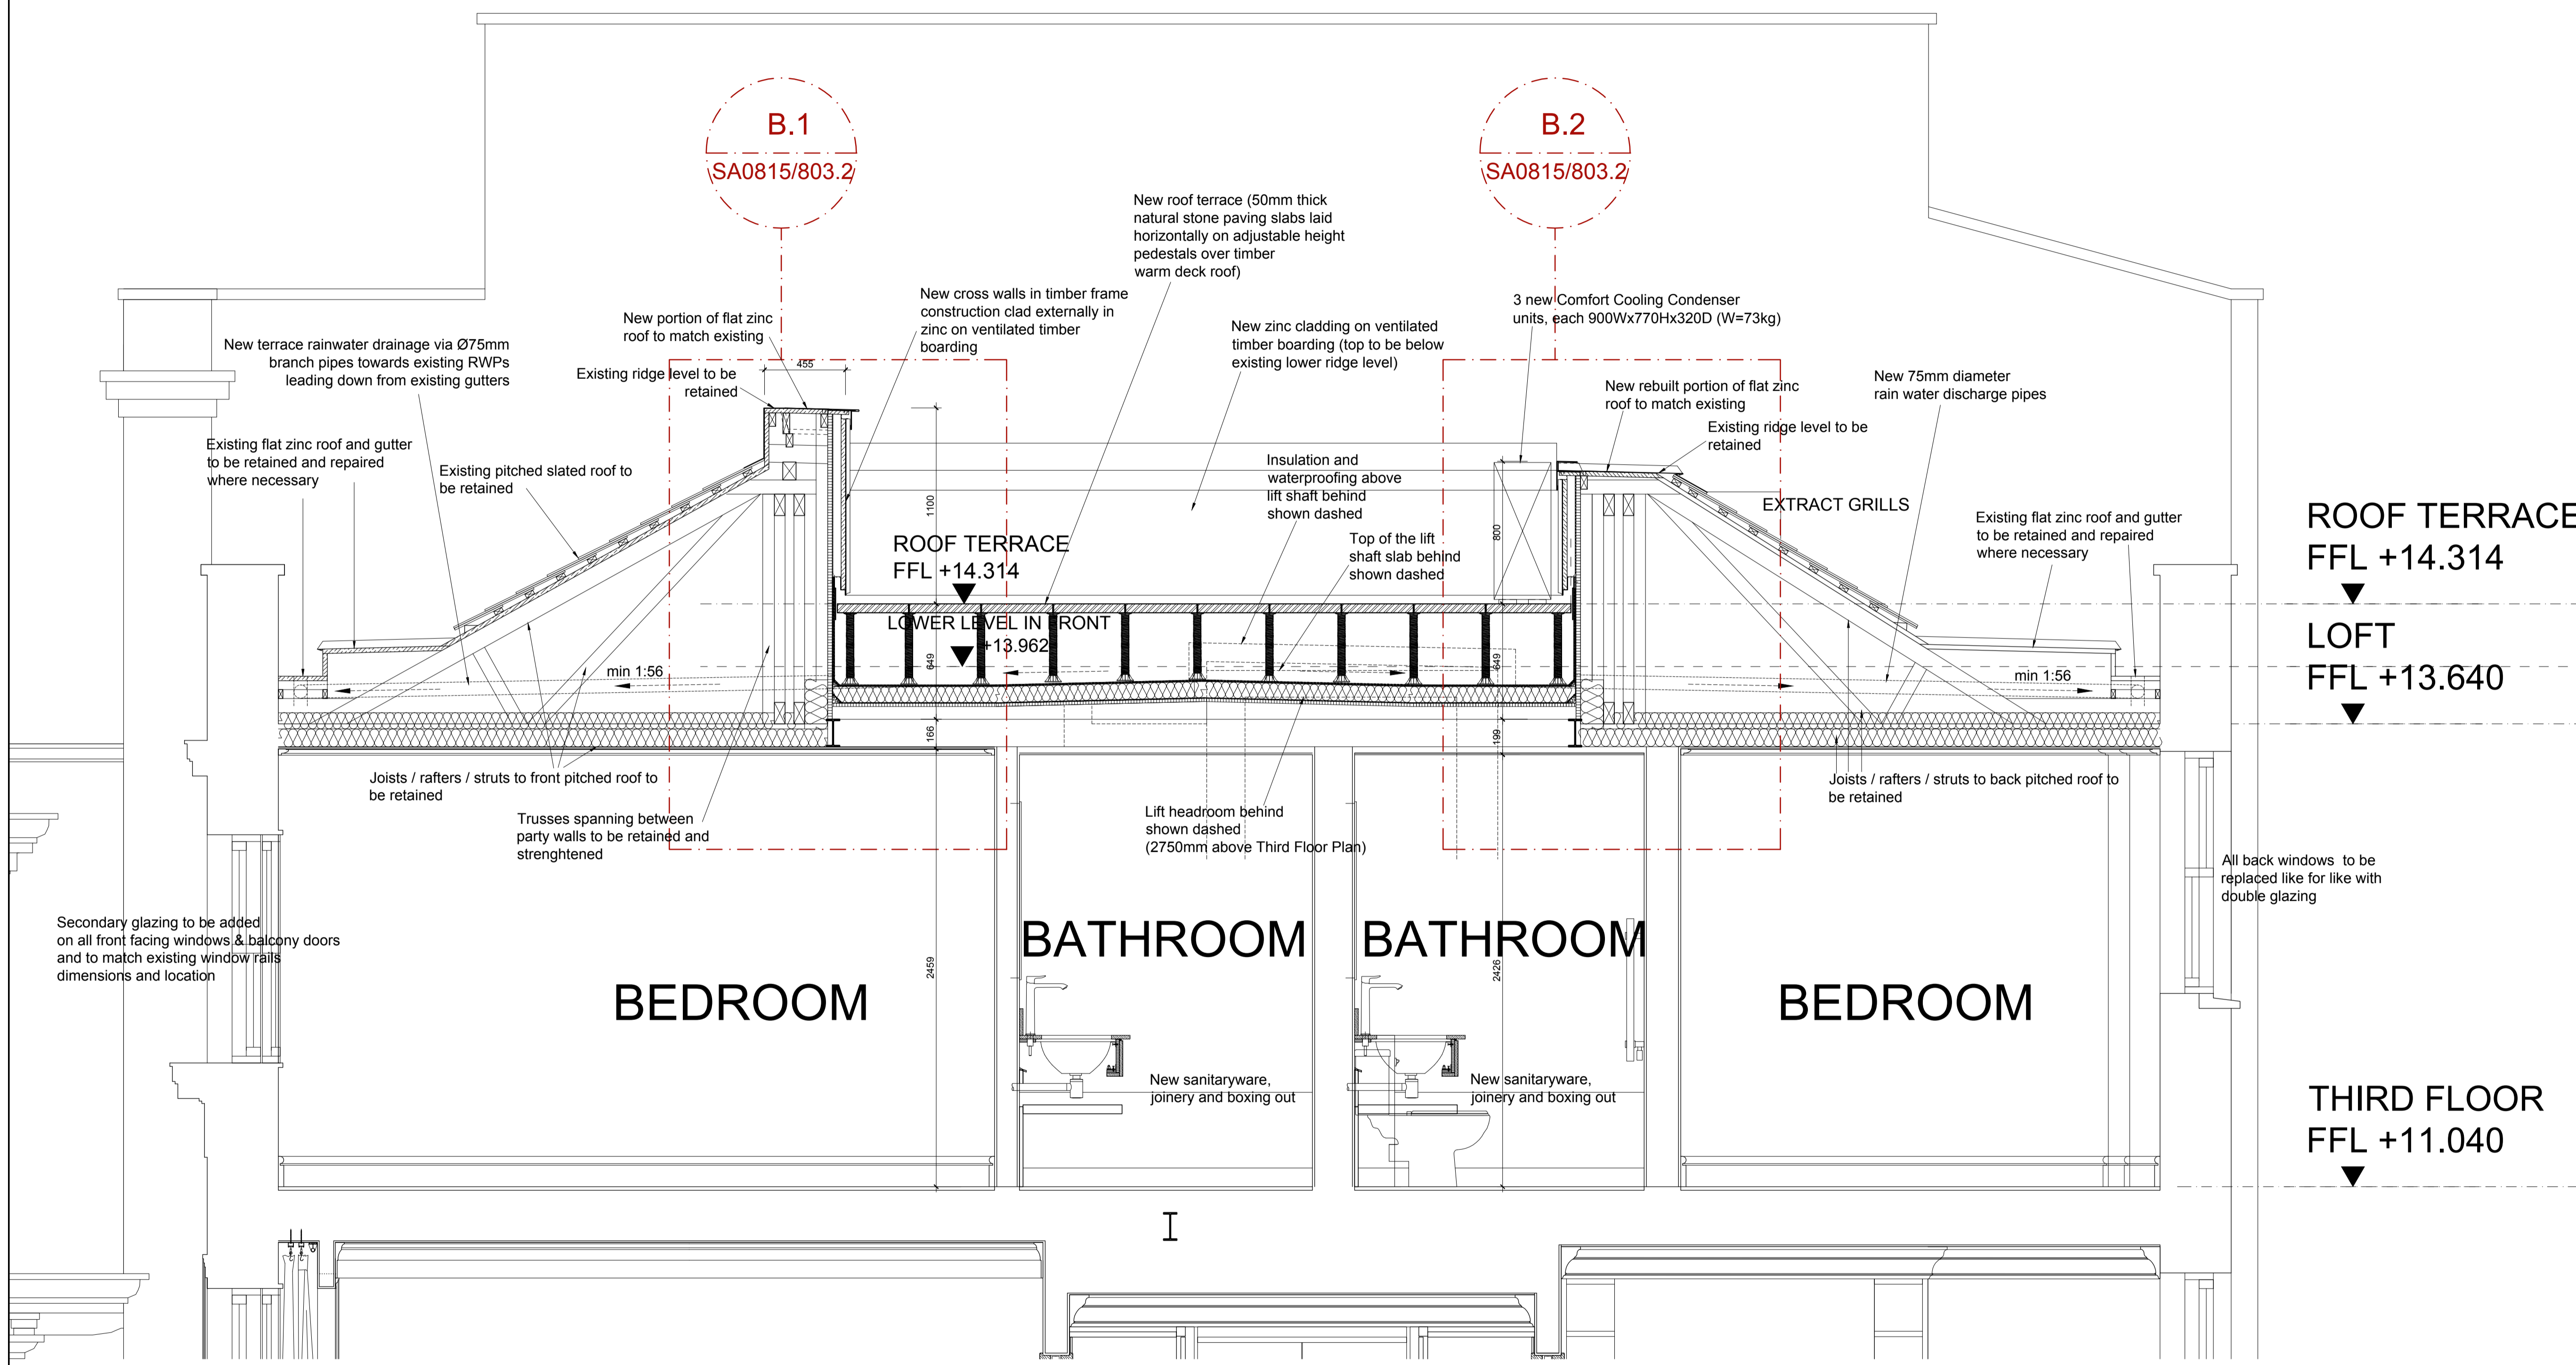 B.1
SA0815/803.2
B.2
SA0815/803.2
New roof terrace (50mm thick
natural stone paving slabs laid
horizontally on adjustable height
pedestals over timber
warm deck roof)
New cross walls in timber frame
construction clad externally in
zinc on ventilated timber
boarding
3 new Comfort Cooling Condenser
units, each 900Wx770Hx320D (W=73kg)
New portion of flat zinc
roof to match existing
New zinc cladding on ventilated
timber boarding (top to be below
existing lower ridge level)
New terrace rainwater drainage via Ø75mm
branch pipes towards existing RWPs
leading down from existing gutters
Existing ridge level to be
retained
455
New rebuilt portion of flat zinc
roof to match existing
New 75mm diameter
rain water discharge pipes
Existing flat zinc roof and gutter
to be retained and repaired
where necessary
Existing pitched slated roof to
be retained
Existing ridge level to be
retained
Insulation and
waterproofing above
lift shaft behind
shown dashed
1100
800
EXTRACT GRILLS
Existing flat zinc roof and gutter
to be retained and repaired
where necessary
ROOF TERRACE
FFL +14.314
Top of the lift
shaft slab behind
shown dashed
ROOF TERRACE
FFL +14.314
LOWER LEVEL IN FRONT
+13.962
649
649
min 1:56
min 1:56
LOFT
FFL +13.640
166
199
Joists / rafters / struts to front pitched roof to
be retained
Trusses spanning between
party walls to be retained and
strenghtened
Lift headroom behind
shown dashed
(2750mm above Third Floor Plan)
Joists / rafters / struts to back pitched roof to
be retained
All back windows to be
replaced like for like with
double glazing
Secondary glazing to be added
on all front facing windows & balcony doors
and to match existing window rails
dimensions and location
2459
2426
BEDROOM
BATHROOM
BATHROOM
BEDROOM
New sanitaryware,
joinery and boxing out
New sanitaryware,
joinery and boxing out
THIRD FLOOR
FFL +11.040